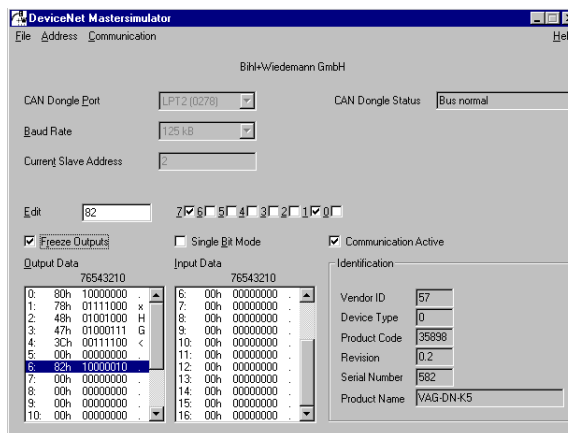 DeviceNet Mastersimulator
File Address Communication Hel
Bihl+Wiedemann GmbH
CAN Dongle Port LPT2 (0278) CAN Dongle Status Bus normal
Baud Rate 125 kB
Current Slave Address 2
Edit 82 7 6 5 4 3 2 1 0
Freeze Outputs Single Bit Mode Communication Active
Output Data Input Data Identification
76543210 76543210
0: 80h 10000000 . 6: 00h 00000000 .
1: 78h 01111000 x 7: 00h 00000000 . Vendor ID 57
2: 48h 01001000 H 8: 00h 00000000 .
3: 47h 01000111 G 9: 00h 00000000 . Device Type 0
4: 3Ch 00111100 < 10: 00h 00000000 . Product Code 35898
5: 00h 00000000 . 11: 00h 00000000 .
6: 82h 10000010 . 12: 00h 00000000 . Revision 0.2
7: 00h 00000000 . 13: 00h 00000000 . Serial Number 582
8: 00h 00000000 . 14: 00h 00000000 .
9: 00h 00000000 . 15: 00h 00000000 . Product Name VAG-DN-K5
10: 00h 00000000 . 16: 00h 00000000 .